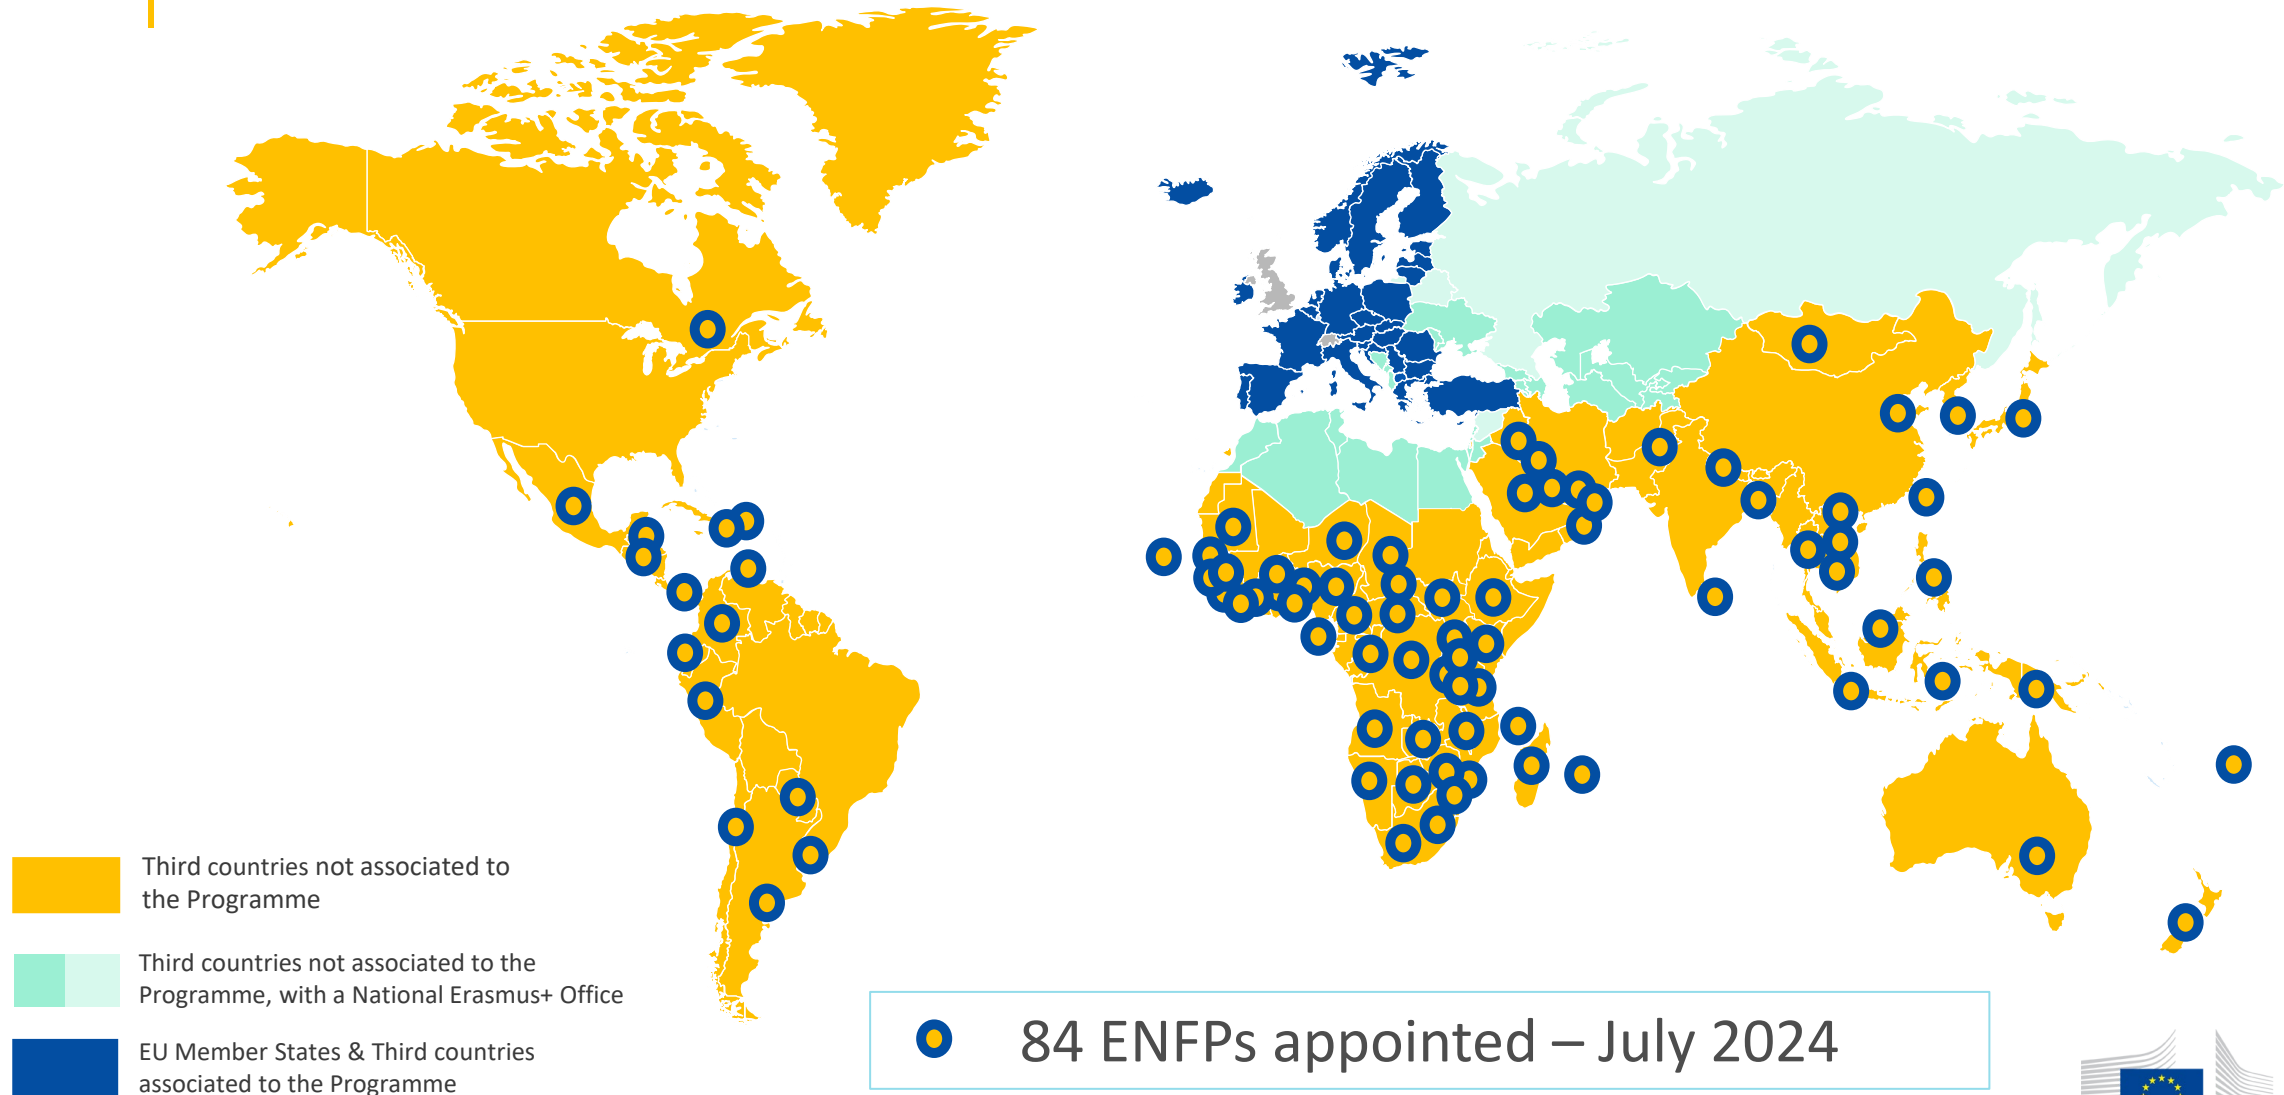 Third countries not associated to
the Programme
Third countries not associated to the
Programme, with a National Erasmus+ Office
EU Member States & Third countries
associated to the Programme
84 ENFPs appointed – July 2024